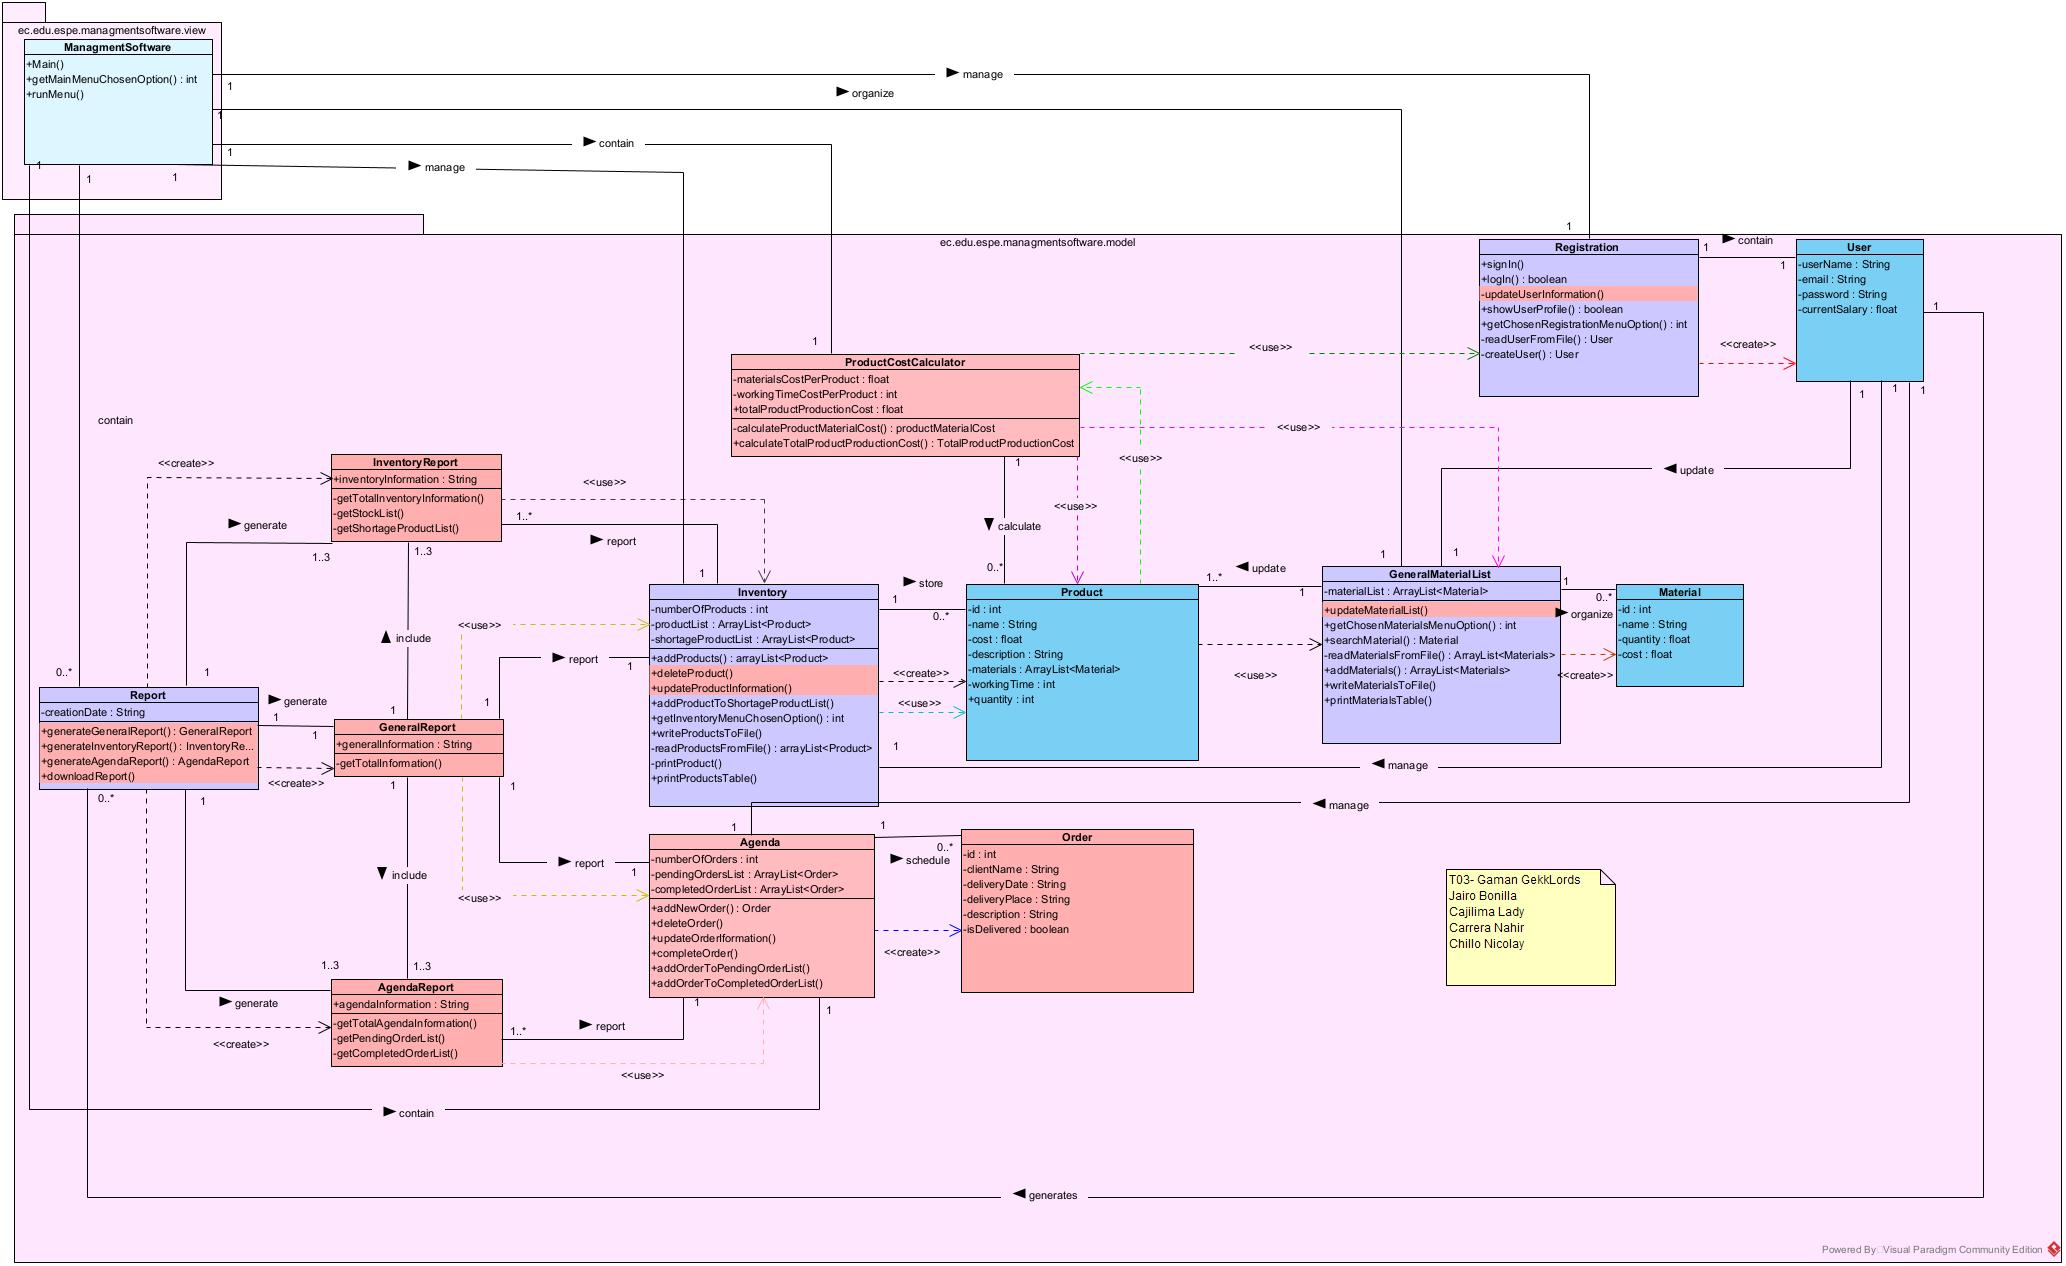 ec.edu.espe.managmentsoftware.view
ManagmentSoftware
+Main()
+getMainMenuChosenOption() : int
+runMenu()
1
1
1
1
1
1
manage
organize
contain
manage
contain
ec.edu.espe.managmentsoftware.model
1
Registration
+signIn()
+logIn() : boolean
-updateUserInformation()
+showUserProfile() : boolean
+getChosenRegistrationMenuOption() : int
-readUserFromFile() : User
-createUser() : User
1
contain
1
<<create>>
User
-userName : String
-email : String
-password : String
-currentSalary : float
1
1
1
1
1
ProductCostCalculator
-materialsCostPerProduct : float
-workingTimeCostPerProduct : int
+totalProductProductionCost : float
-calculateProductMaterialCost() : productMaterialCost
+calculateTotalProductProductionCost() : TotalProductProductionCost
<<use>>
<<use>>
<<use>>
<<use>>
1
calculate
0..*
update
1
1
<<create>>
InventoryReport
+inventoryInformation : String
-getTotalInventoryInformation()
-getStockList()
-getShortageProductList()
<<use>>
1..*
report
1
generate
1..3
1..3
include
1
Inventory
-numberOfProducts : int
-productList : ArrayList<Product>
-shortageProductList : ArrayList<Product>
+addProducts() : arrayList<Product>
+deleteProduct()
+updateProductInformation()
+addProductToShortageProductList()
+getInventoryMenuChosenOption() : int
+writeProductsToFile()
-readProductsFromFile() : arrayList<Product>
-printProduct()
+printProductsTable()
store
1
0..*
<<create>>
<<use>>
1
Product
-id : int
-name : String
-cost : float
-description : String
-materials : ArrayList<Material>
-workingTime : int
+quantity : int
update
1..*
1
<<use>>
GeneralMaterialList
-materialList : ArrayList<Material>
+updateMaterialList()
+getChosenMaterialsMenuOption() : int
+searchMaterial() : Material
-readMaterialsFromFile() : ArrayList<Materials>
+addMaterials() : ArrayList<Materials>
+writeMaterialsToFile()
+printMaterialsTable()
1
0..*
organize
<<create>>
Material
-id : int
-name : String
-quantity : float
-cost : float
<<use>>
report
1
1
0..*
1
Report
-creationDate : String
+generateGeneralReport() : GeneralReport
+generateInventoryReport() : InventoryRe...
+generateAgendaReport() : AgendaReport
+downloadReport()
generate
1
1
<<create>>
0..*
1
GeneralReport
+generalInformation : String
-getTotalInformation()
1
1
manage
manage
report
1
<<use>>
include
1
Agenda
-numberOfOrders : int
-pendingOrdersList : ArrayList<Order>
-completedOrderList : ArrayList<Order>
+addNewOrder() : Order
+deleteOrder()
+updateOrderIformation()
+completeOrder()
+addOrderToPendingOrderList()
+addOrderToCompletedOrderList()
1
0..*
schedule
<<create>>
Order
-id : int
-clientName : String
-deliveryDate : String
-deliveryPlace : String
-description : String
-isDelivered : boolean
T03- Gaman GekkLords
Jairo Bonilla
Cajilima Lady
Carrera Nahir
Chillo Nicolay
1..3
1..3
AgendaReport
+agendaInformation : String
-getTotalAgendaInformation()
-getPendingOrderList()
-getCompletedOrderList()
generate
<<create>>
1..*
report
1
1
<<use>>
contain
generates
Powered By Visual Paradigm Community Edition